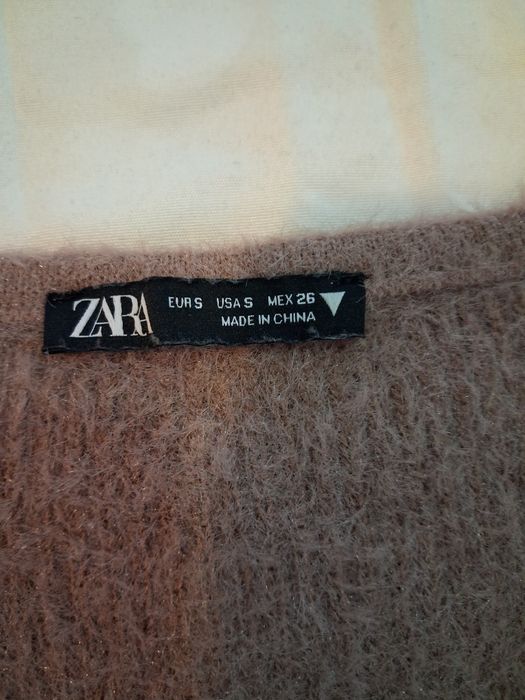 ZARA EUR S USA S MEX 26
MADE IN CHINA